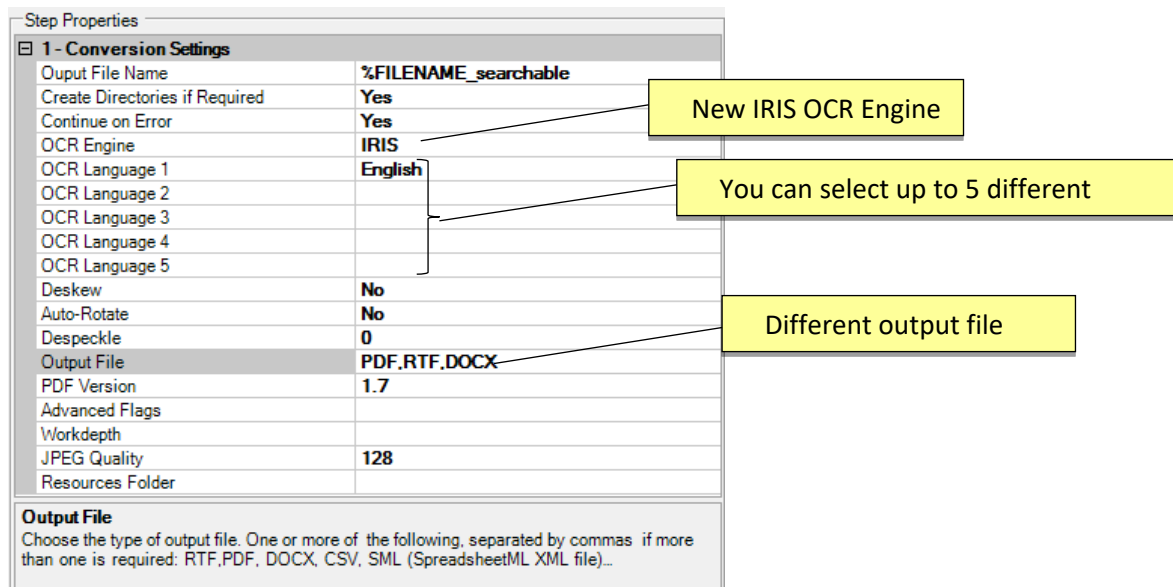 Step Properties
1 - Conversion Settings
Ouput File Name %FILENAME_searchable
Create Directories if Required Yes
Continue on Error Yes
OCR Engine IRIS
OCR Language 1 English
OCR Language 2
OCR Language 3
OCR Language 4
OCR Language 5
Deskew No
Auto-Rotate No
Despeckle 0
Output File PDF,RTF,DOCX
PDF Version 1.7
Advanced Flags
Workdepth
JPEG Quality 128
Resources Folder
Output File
Choose the type of output file. One or more of the following, separated by commas if more
than one is required: RTF,PDF, DOCX, CSV, SML (SpreadsheetML XML file)...
New IRIS OCR Engine
You can select up to 5 different
Different output file